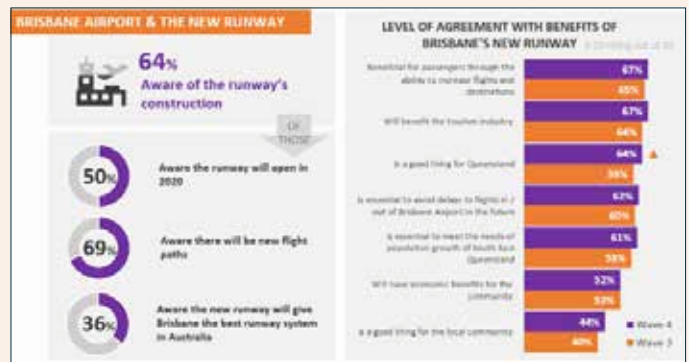 BRISBANE AIRPORT & THE NEW RUNWAY
64%
Aware of the runway's
construction
OF
THOSE
50%
Aware the runway will open in
2020
69%
Aware there will be new flight
paths
36%
Aware the new runway will give
Brisbane the best runway system
in Australia
LEVEL OF AGREEMENT WITH BENEFITS OF
BRISBANE'S NEW RUNWAY
Beneficial for passengers through the
ability to increase flights and
destinations
67%
65%
Will benefit the tourism industry
67%
64%
Is a good thing for Queensland
64%
Is essential to avoid delays to flights in /
out of Brisbane Airport in the future
62%
60%
Is essential to meet the needs of
population growth of South East
Queensland
61%
58%
Will have economic benefits for the
community
52%
53%
Is a good thing for the local community
44%
40%
Wave 4
Wave 3